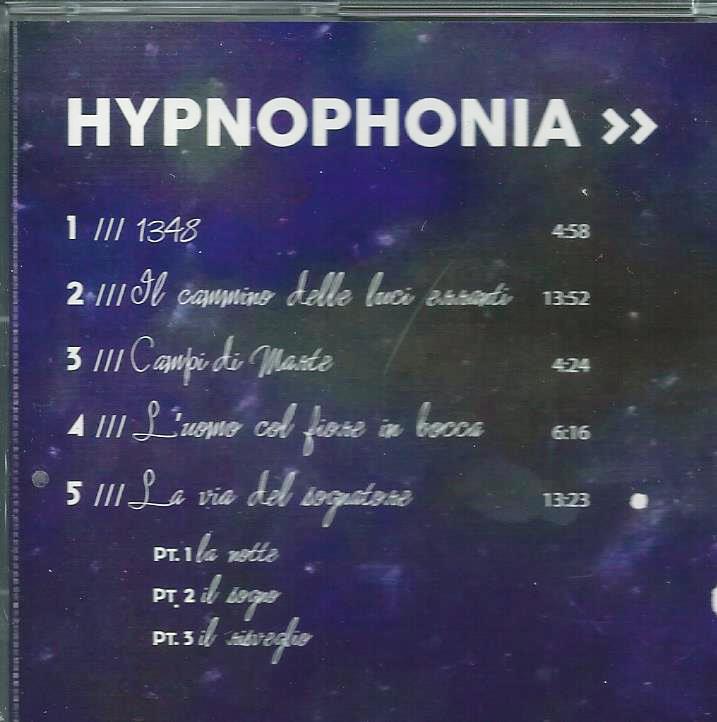 HYPNOPHONIA >>
1 /// 1348 4:58
2 /// Il cammino delle luci erranti 13:52
3 /// Campi di Marte 4:24
4 /// L'uomo col fiore in bocca 6:16
5 /// La via del sognatore 13:23
PT. 1 la notte
PT. 2 il sogno
PT. 3 il risveglio